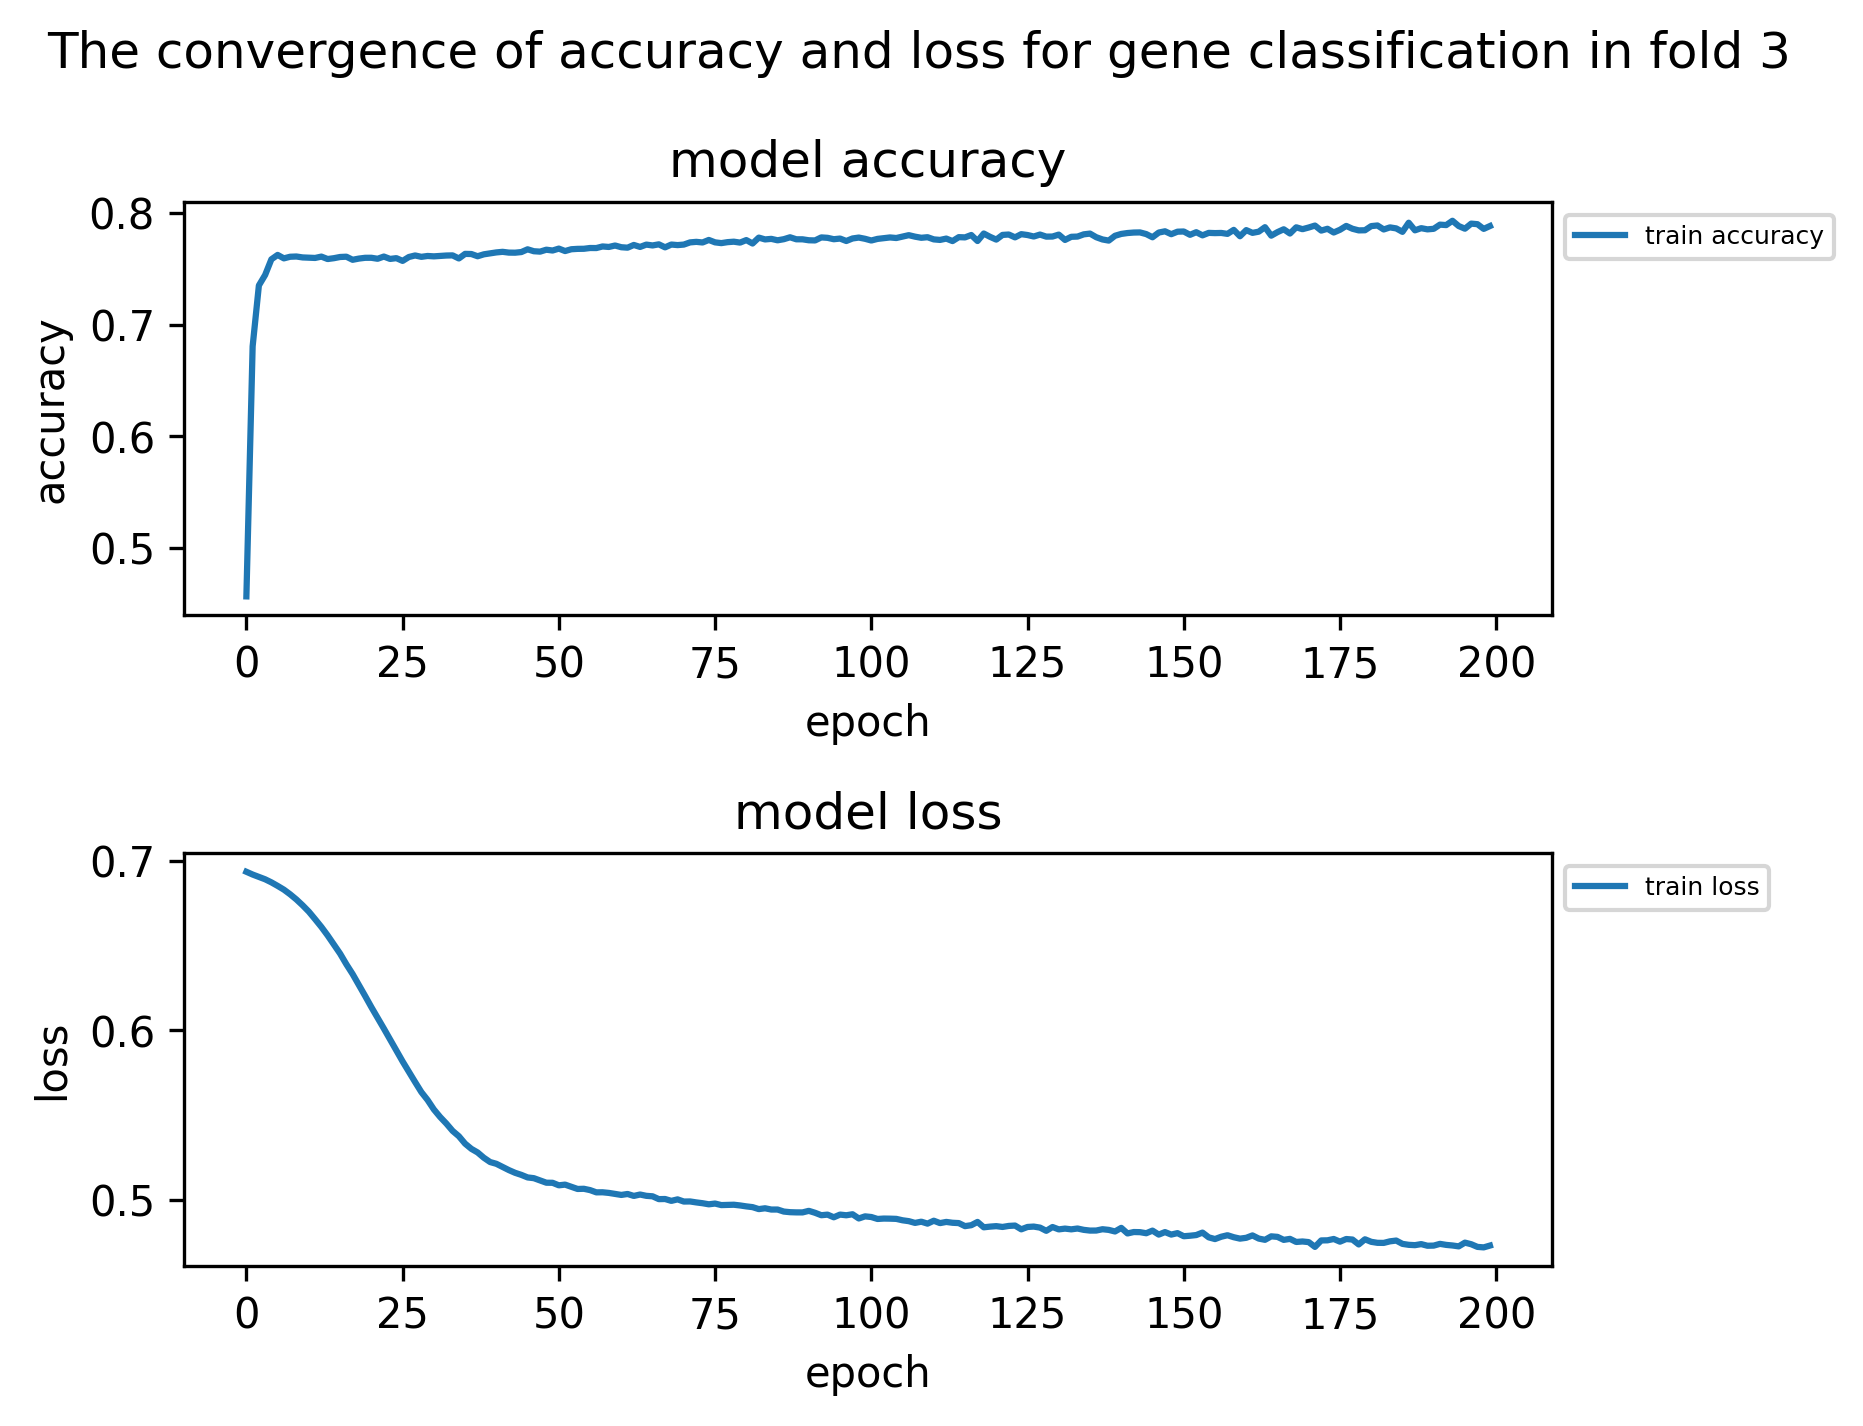 The convergence of accuracy and loss for gene classification in fold 3
model accuracy
0.8
0.7
0.6
0.5
accuracy
train accuracy
0 25 50 75 100 125 150 175 200
epoch
model loss
0.7
0.6
0.5
loss
train loss
0 25 50 75 100 125 150 175 200
epoch